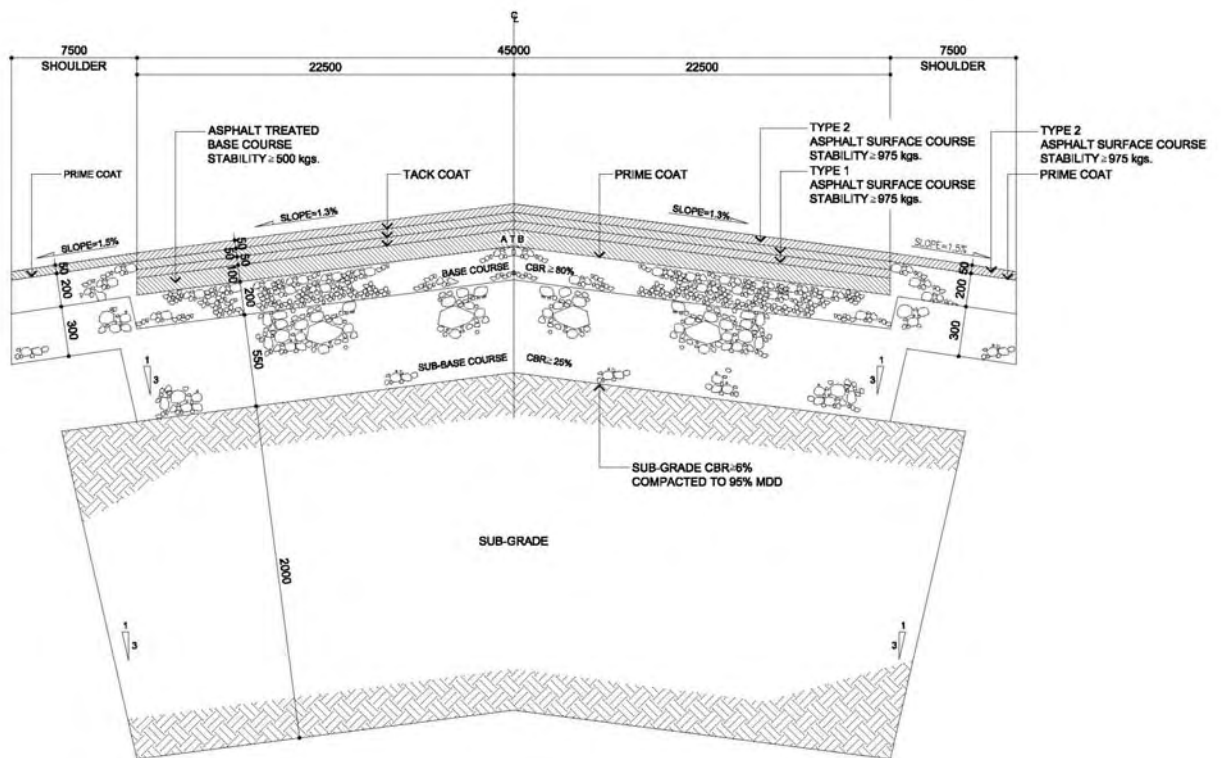 ℄
7500
45000
7500
SHOULDER
22500
22500
SHOULDER
ASPHALT TREATED
BASE COURSE
STABILITY ≥ 500 kgs.
TYPE 2
ASPHALT SURFACE COURSE
STABILITY ≥ 975 kgs.
TYPE 2
ASPHALT SURFACE COURSE
STABILITY ≥ 975 kgs.
PRIME COAT
TACK COAT
PRIME COAT
TYPE 1
ASPHALT SURFACE COURSE
STABILITY ≥ 975 kgs.
PRIME COAT
SLOPE=1.3%
SLOPE=1.3%
SLOPE=1.5%
SLOPE=1.5%
50
50
50
100
A T B
50
200
300
BASE COURSE
CBR ≥ 80%
200
550
50
200
300
SUB-BASE COURSE
CBR ≥ 25%
1
3
1
3
SUB-GRADE CBR ≥ 6%
COMPACTED TO 95% MDD
SUB-GRADE
2000
1
3
1
3